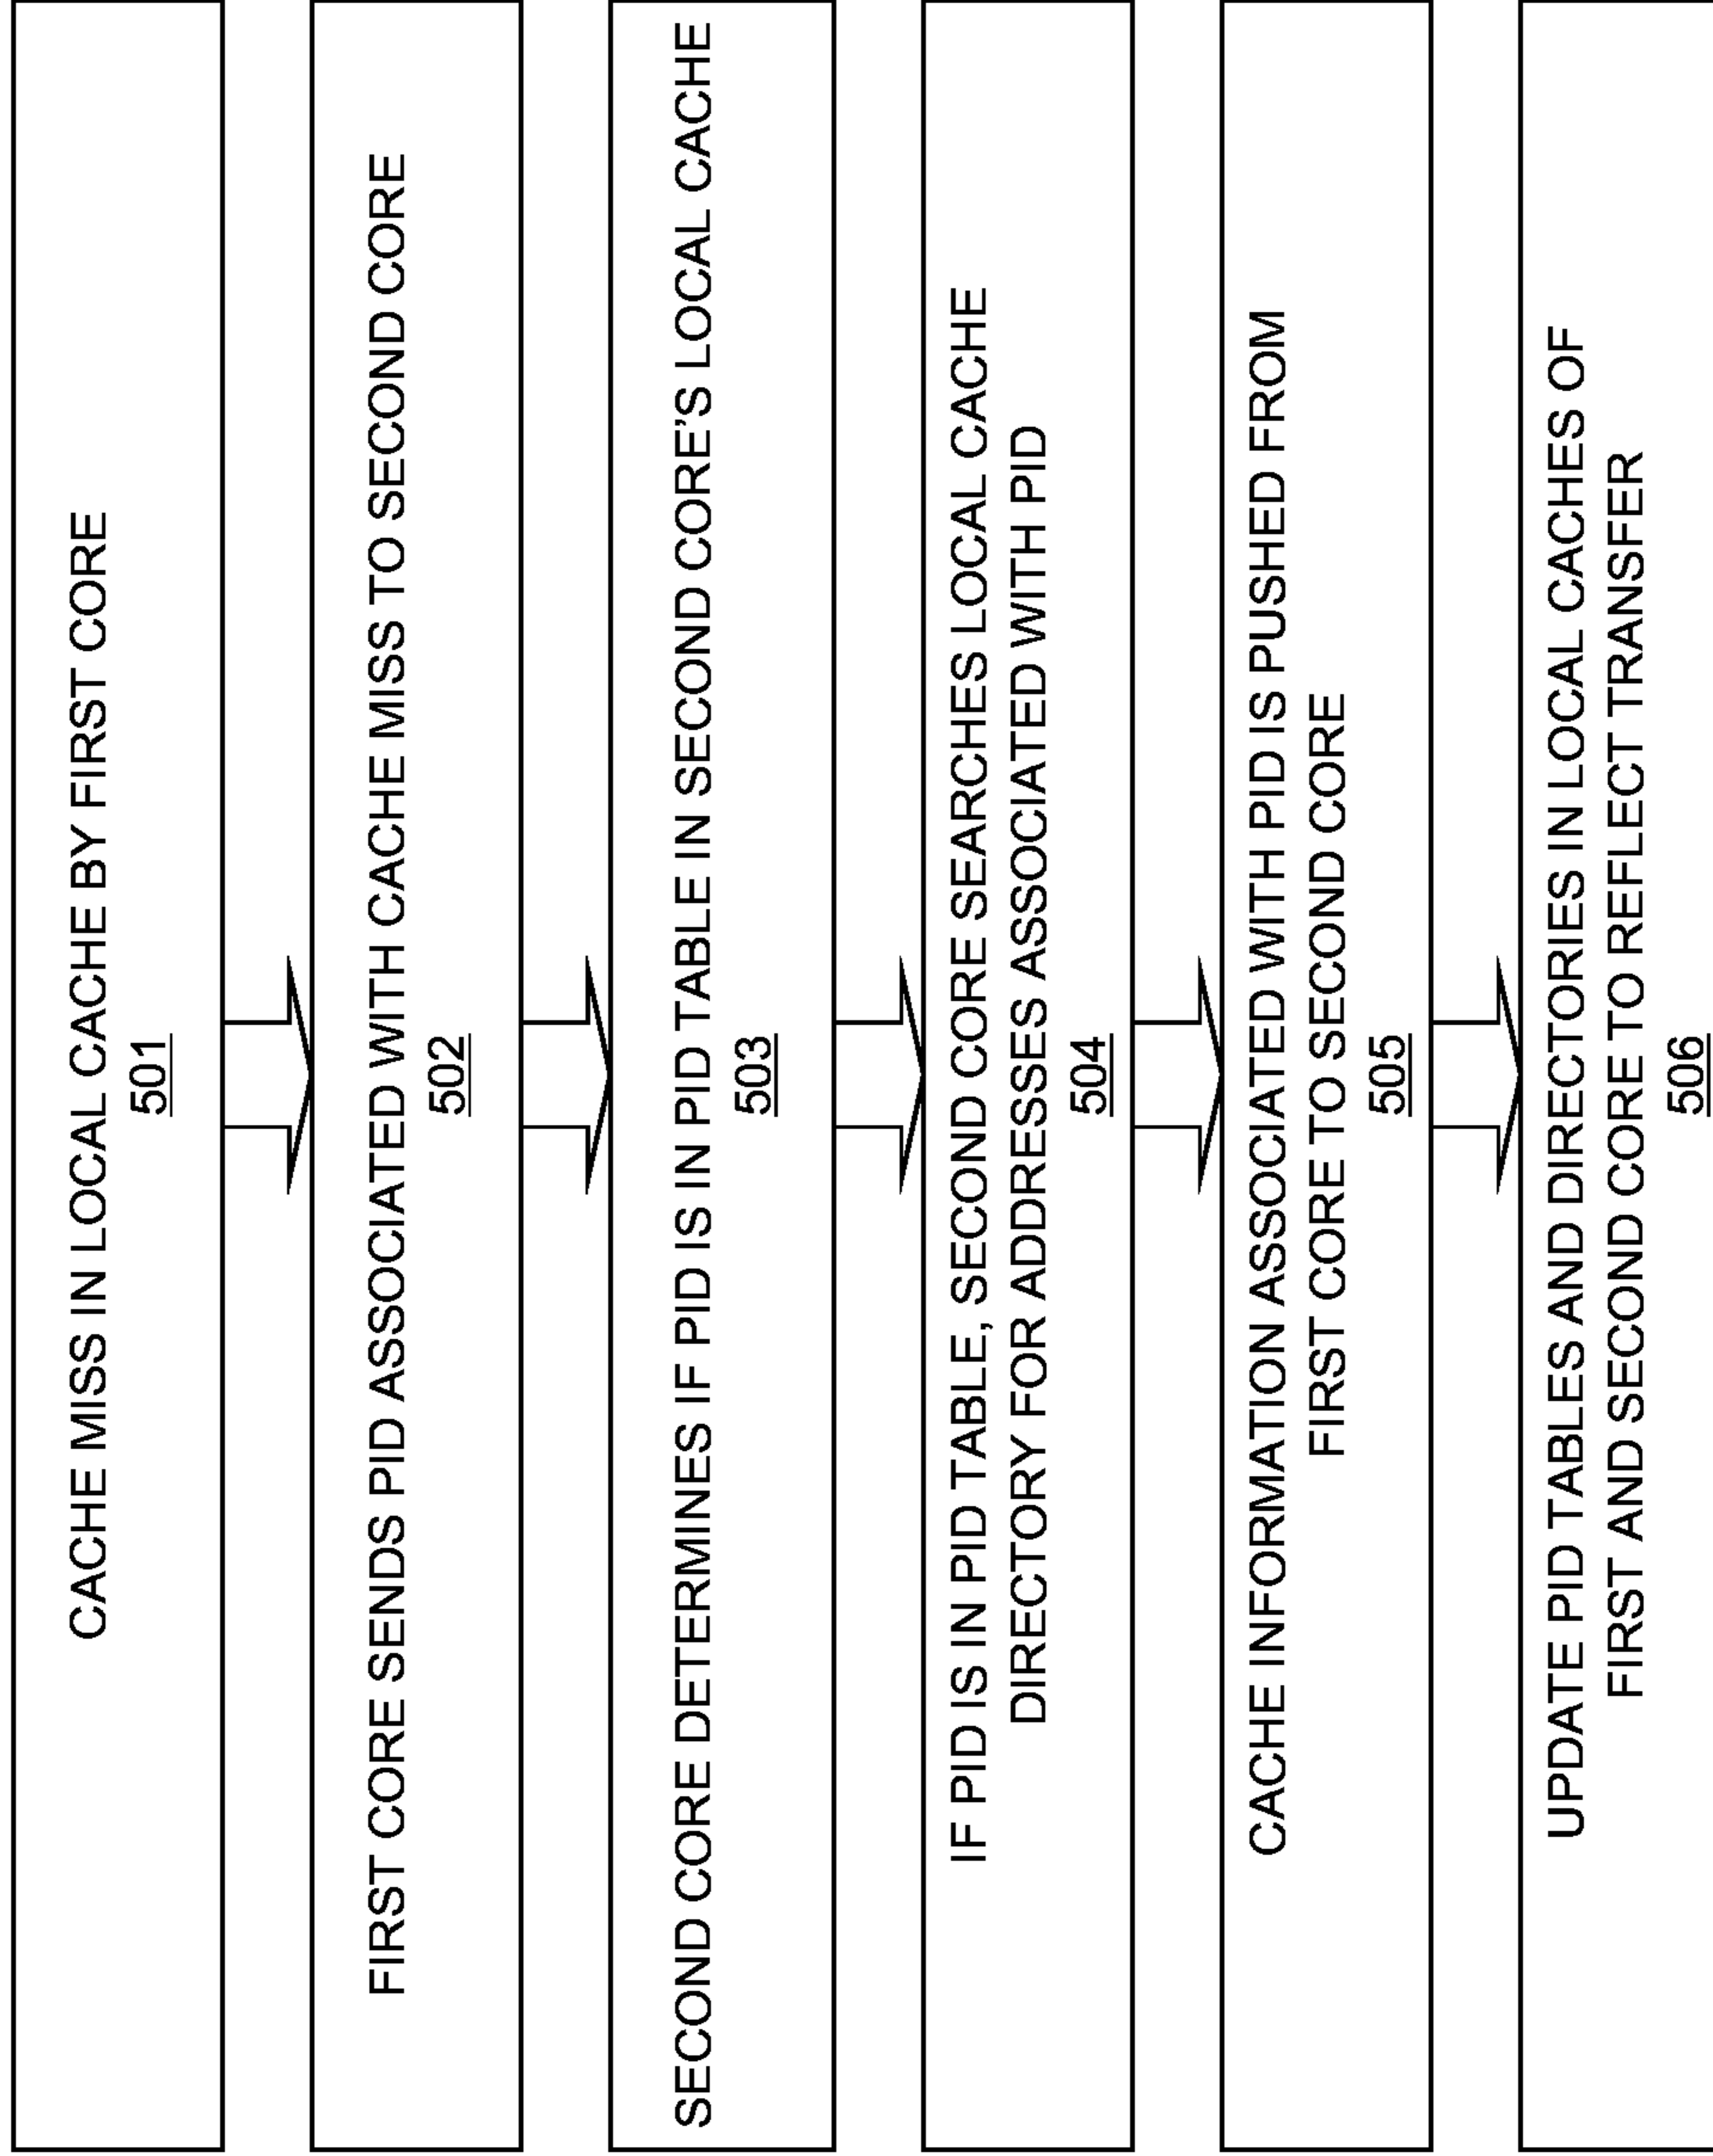 CACHE MISS IN LOCAL CACHE BY FIRST CORE
501
FIRST CORE SENDS PID ASSOCIATED WITH CACHE MISS TO SECOND CORE
502
SECOND CORE DETERMINES IF PID IS IN PID TABLE IN SECOND CORE'S LOCAL CACHE
503
IF PID IS IN PID TABLE, SECOND CORE SEARCHES LOCAL CACHE
DIRECTORY FOR ADDRESSES ASSOCIATED WITH PID
504
CACHE INFORMATION ASSOCIATED WITH PID IS PUSHED FROM
FIRST CORE TO SECOND CORE
505
UPDATE PID TABLES AND DIRECTORIES IN LOCAL CACHES OF
FIRST AND SECOND CORE TO REFLECT TRANSFER
506